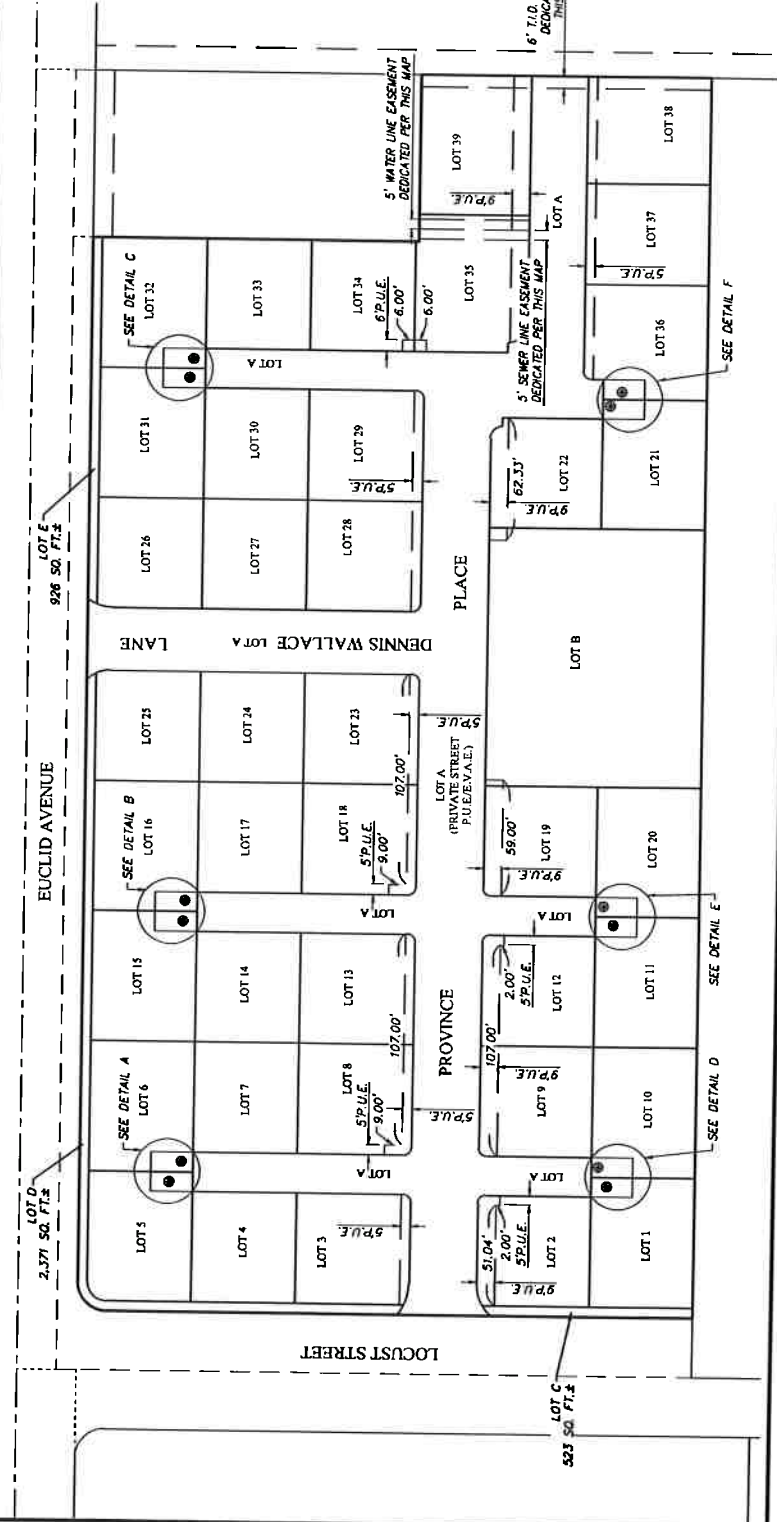 EUCLID AVENUE
LOT D
2,371 SQ. FT.±
LOT E
926 SQ. FT.±
SEE DETAIL A
SEE DETAIL B
SEE DETAIL C
LOT 5
LOT 6
LOT 15
LOT 16
LOT 25
LANE
LOT 26
LOT 31
LOT 32
LOT 4
LOT 7
LOT 14
LOT 17
LOT 24
DENNIS WALLACE LOT A
LOT 27
LOT 30
LOT A
LOT 33
LOT 3
LOT A
LOT 8
5'P.U.E.
9.00'
LOT 13
LOT A
LOT 18
5'P.U.E.
9.00'
LOT 23
LOT 28
LOT 29
LOT 34
6'P.U.E.
6.00'
6.00'
5' WATER LINE EASEMENT
DEDICATED PER THIS MAP
6' T.I.D.
5'P.U.E.
107.00'
107.00'
5'P.U.E.
LOT 39
9'P.U.E.
LOT 35
5'P.U.E.
5'P.U.E.
LOCUST STREET
PROVINCE
LOT A
(PRIVATE STREET
P.U.E/E.V.A.E.)
PLACE
5' SEWER LINE EASEMENT
DEDICATED PER THIS MAP
LOT A
51.04'
2.00'
5'P.U.E.
9'P.U.E.
LOT 2
LOT A
107.00'
9'P.U.E.
LOT 9
2.00'
5'P.U.E.
LOT 12
LOT A
59.00'
9'P.U.E.
LOT 19
LOT B
62.33'
9'P.U.E.
LOT 22
5'P.U.E.
LOT 1
LOT 10
LOT 11
LOT 20
LOT 21
LOT 36
LOT 37
LOT 38
LOT C
523 SQ. FT.±
SEE DETAIL D
SEE DETAIL E
SEE DETAIL F